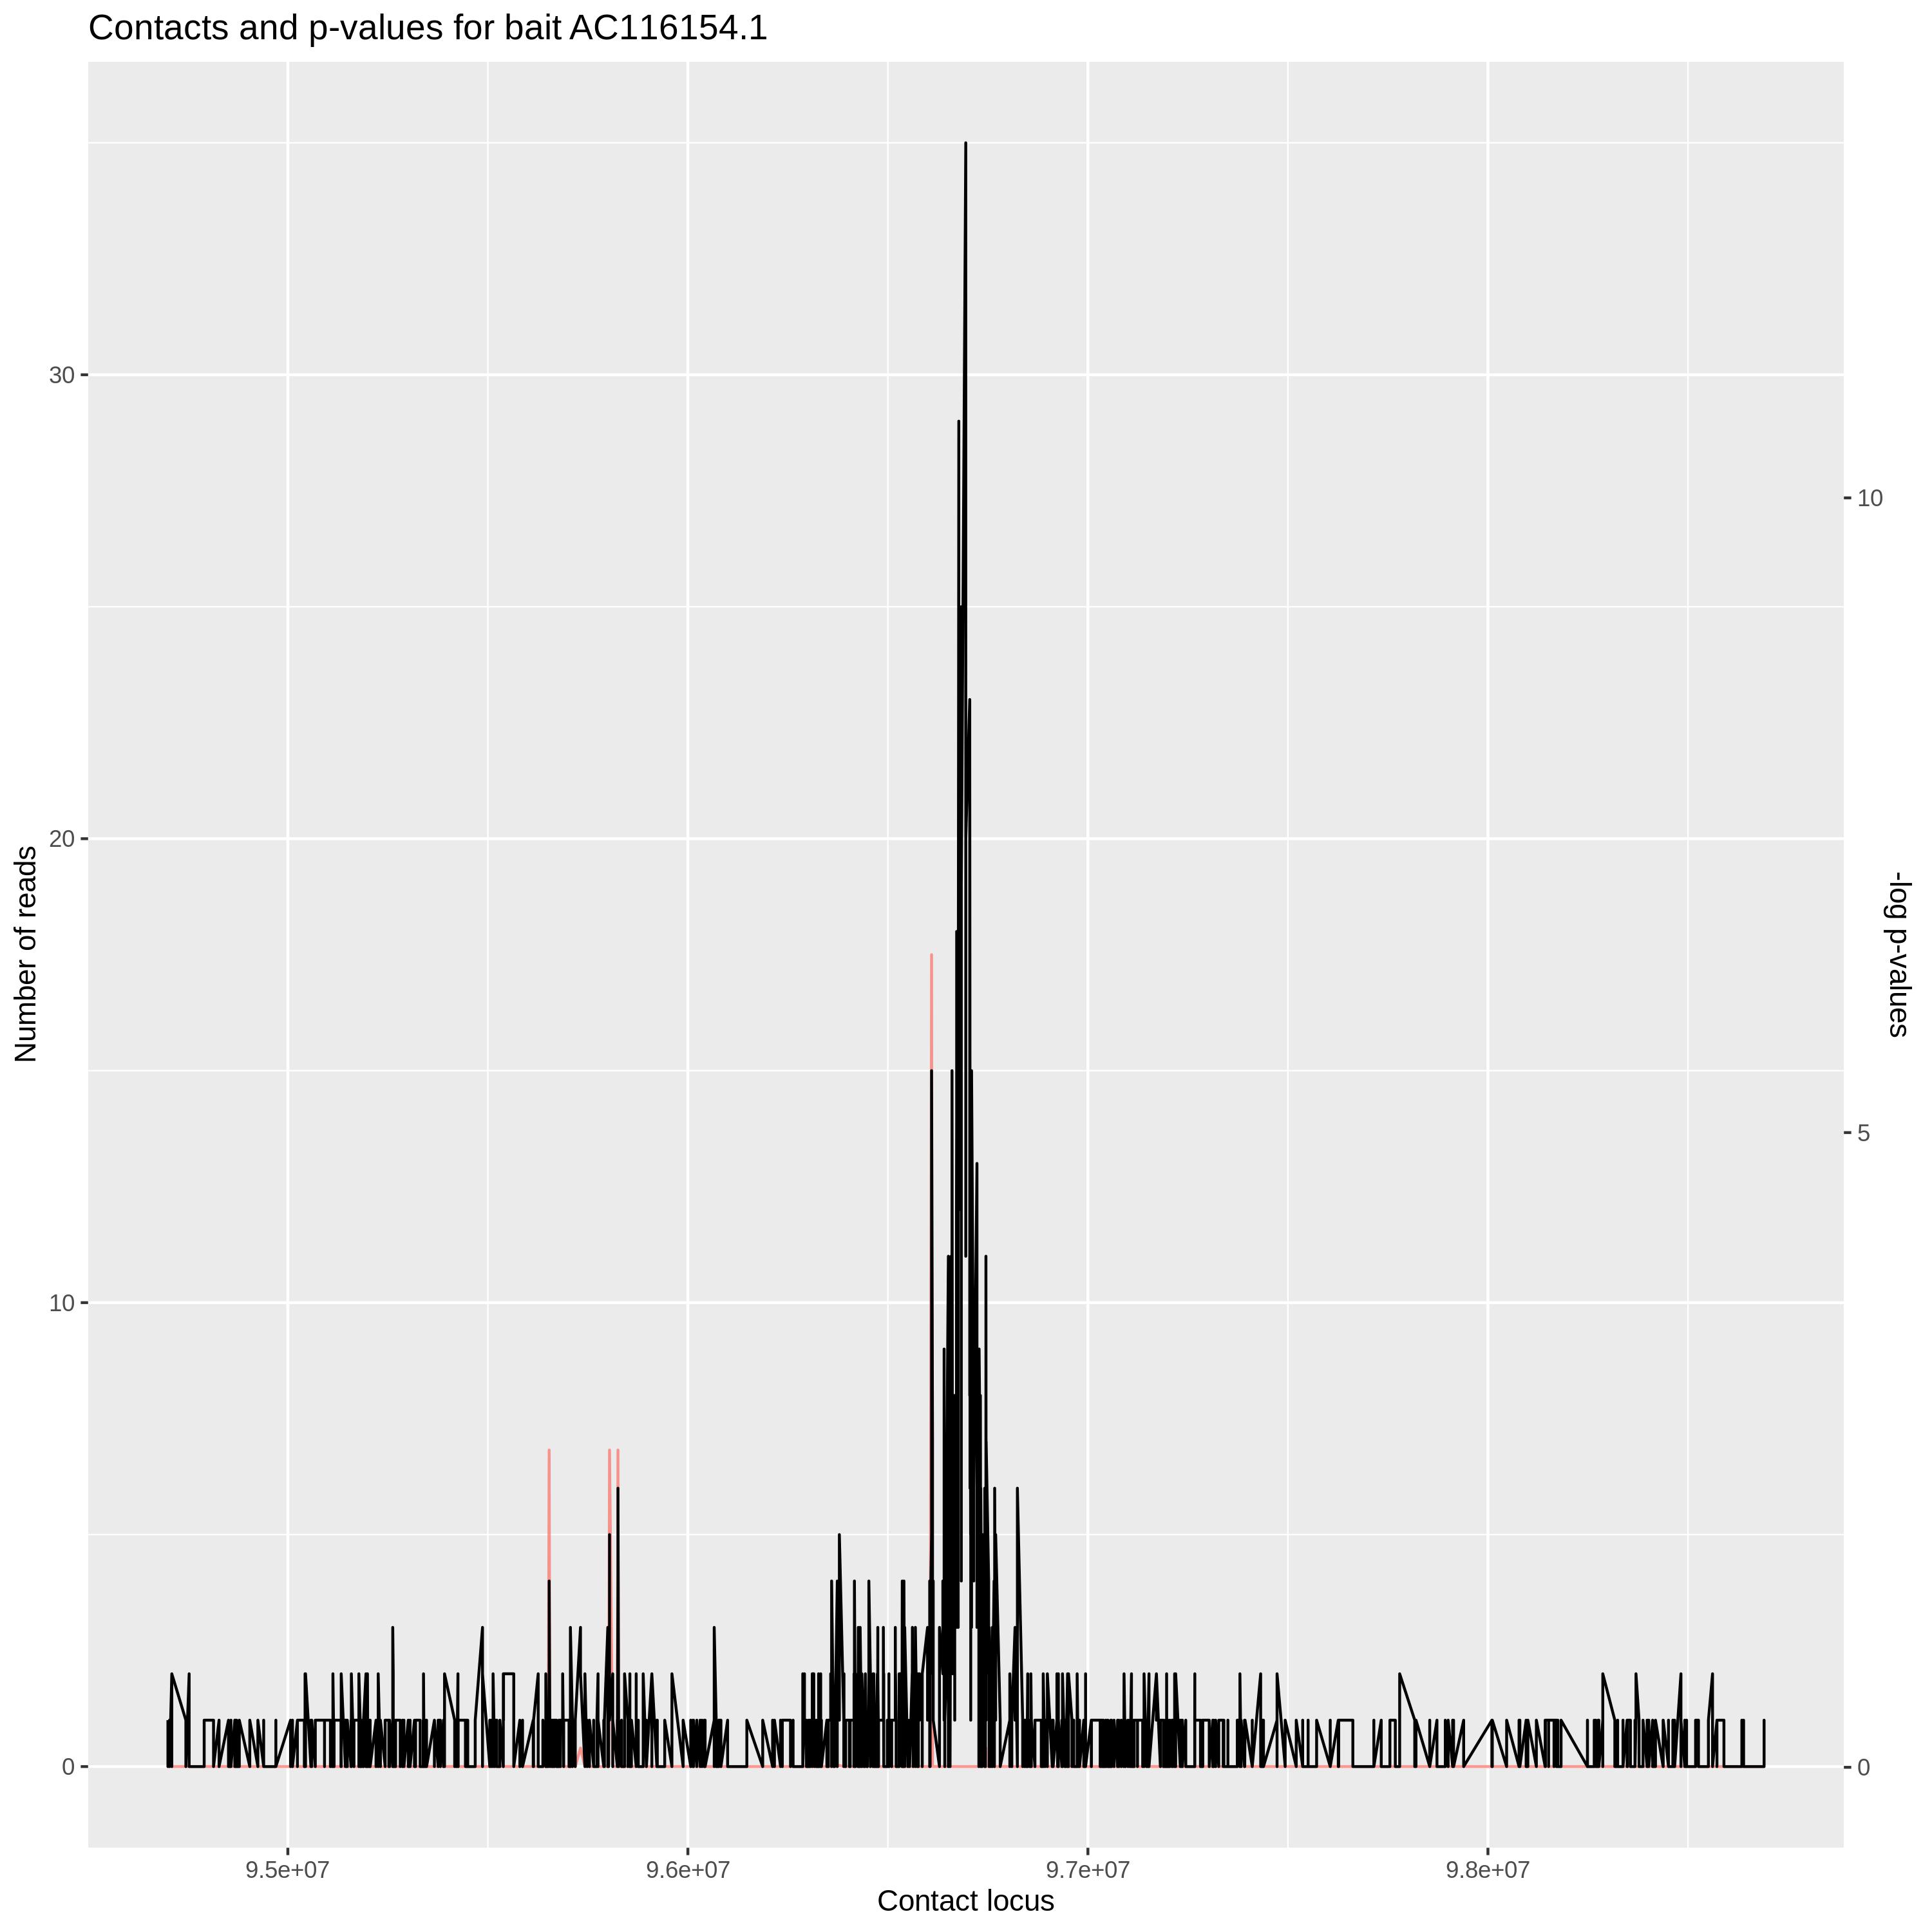 Contacts and p-values for bait AC116154.1
30
20
10
0
Number of reads
10
5
0
-log p-values
9.5e+07
9.6e+07
9.7e+07
9.8e+07
Contact locus